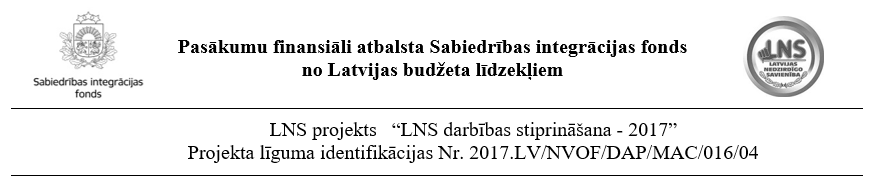 Pasākumu finansiāli atbalsta Sabiedrības integrācijas fonds
no Latvijas budžeta līdzekļiem
Sabiedrības integrācijas
fonds
LNS
LATVIJAS
NEDZIRDĪGO
SAVIENĪBA
LNS projekts “LNS darbības stiprināšana - 2017”
Projekta līguma identifikācijas Nr. 2017.LV/NVOF/DAP/MAC/016/04